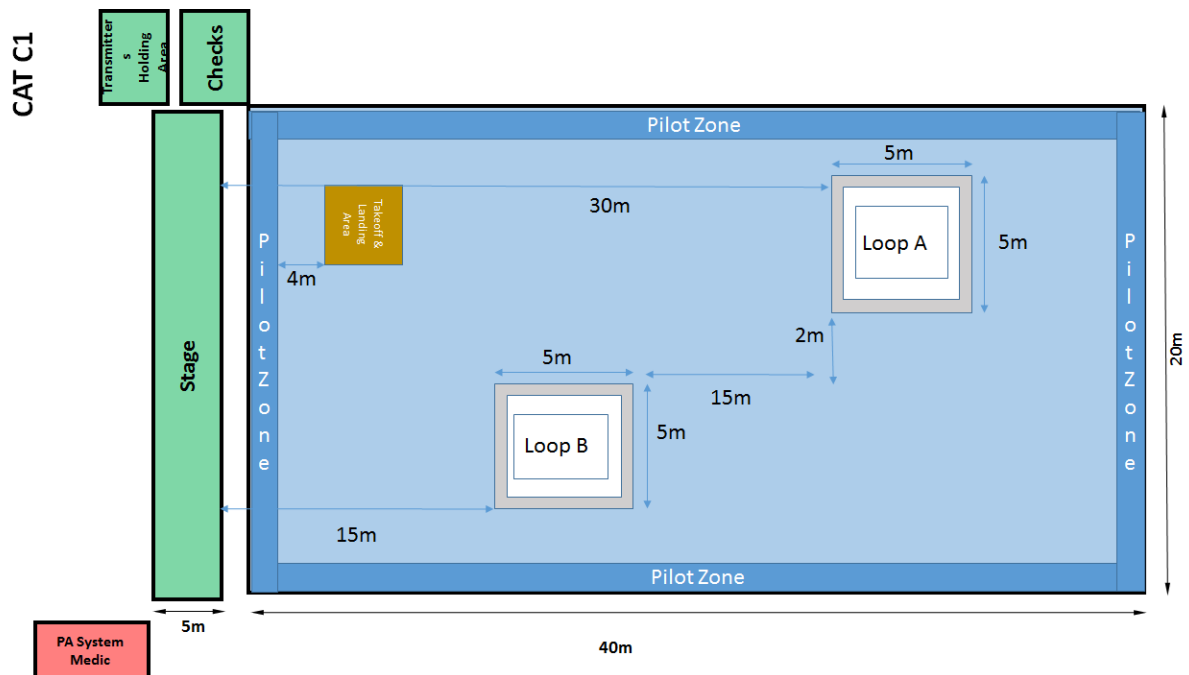 CAT C1
Transmitter
s
Holding
Area
Checks
Pilot Zone
5m
30m
Takeoff &
Landing
Area
Loop A
5m
4m
Pilot Zone
Pilot Zone
2m
20m
Stage
5m
15m
5m
Loop B
15m
Pilot Zone
5m
40m
PA System
Medic